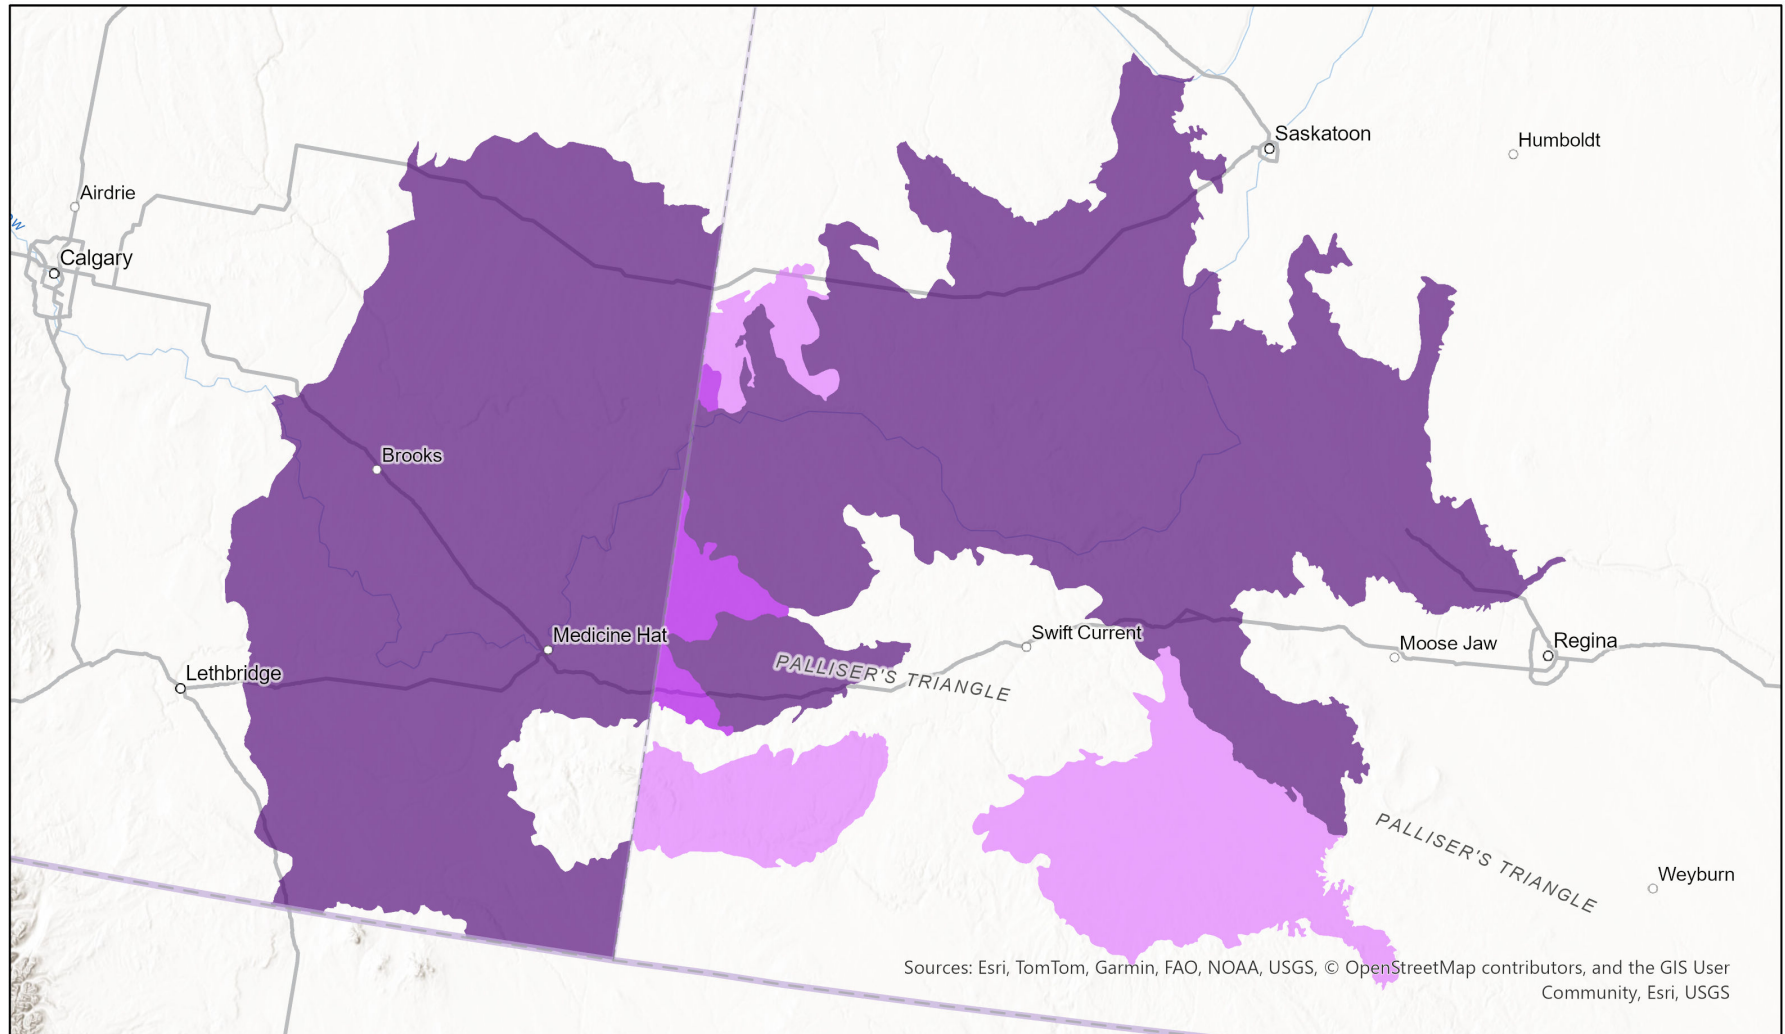 Saskatoon
Humboldt
Airdrie
Calgary
Brooks
Medicine Hat
Swift Current
Moose Jaw
Regina
PALLISER'S TRIANGLE
Lethbridge
PALLISER'S TRIANGLE
Weyburn
Sources: Esri, TomTom, Garmin, FAO, NOAA, USGS, © OpenStreetMap contributors, and the GIS User
Community, Esri, USGS